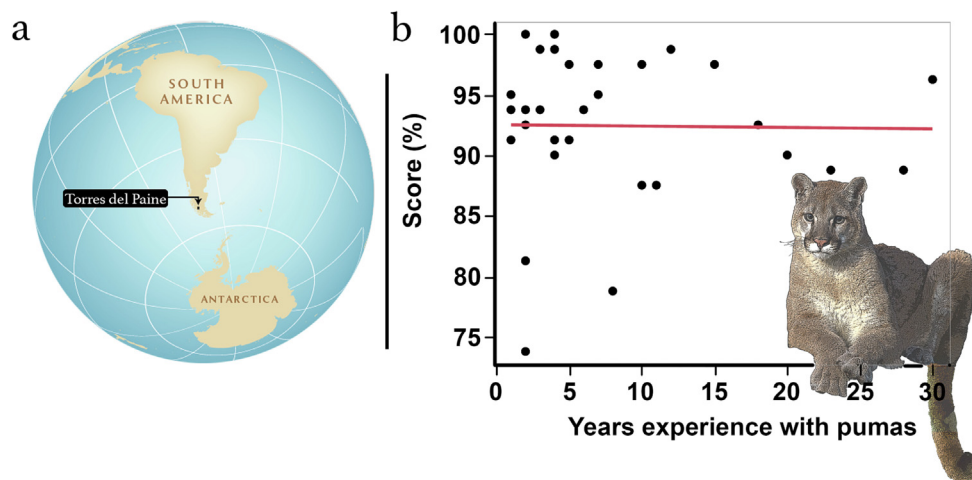 a
SOUTH
AMERICA
Torres del Paine
ANTARCTICA
b
Score (%)
100
95
90
85
80
75
0 5 10 15 20 25 30
Years experience with pumas